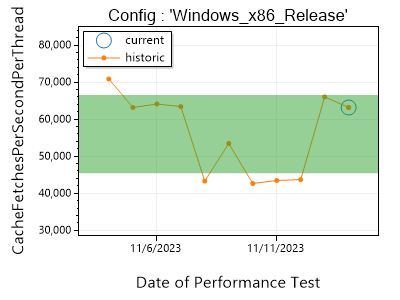 Config : 'Windows_x86_Release'
current
historic
CacheFetchesPerSecondPerThread
80,000
70,000
60,000
50,000
40,000
30,000
11/6/2023
11/11/2023
Date of Performance Test